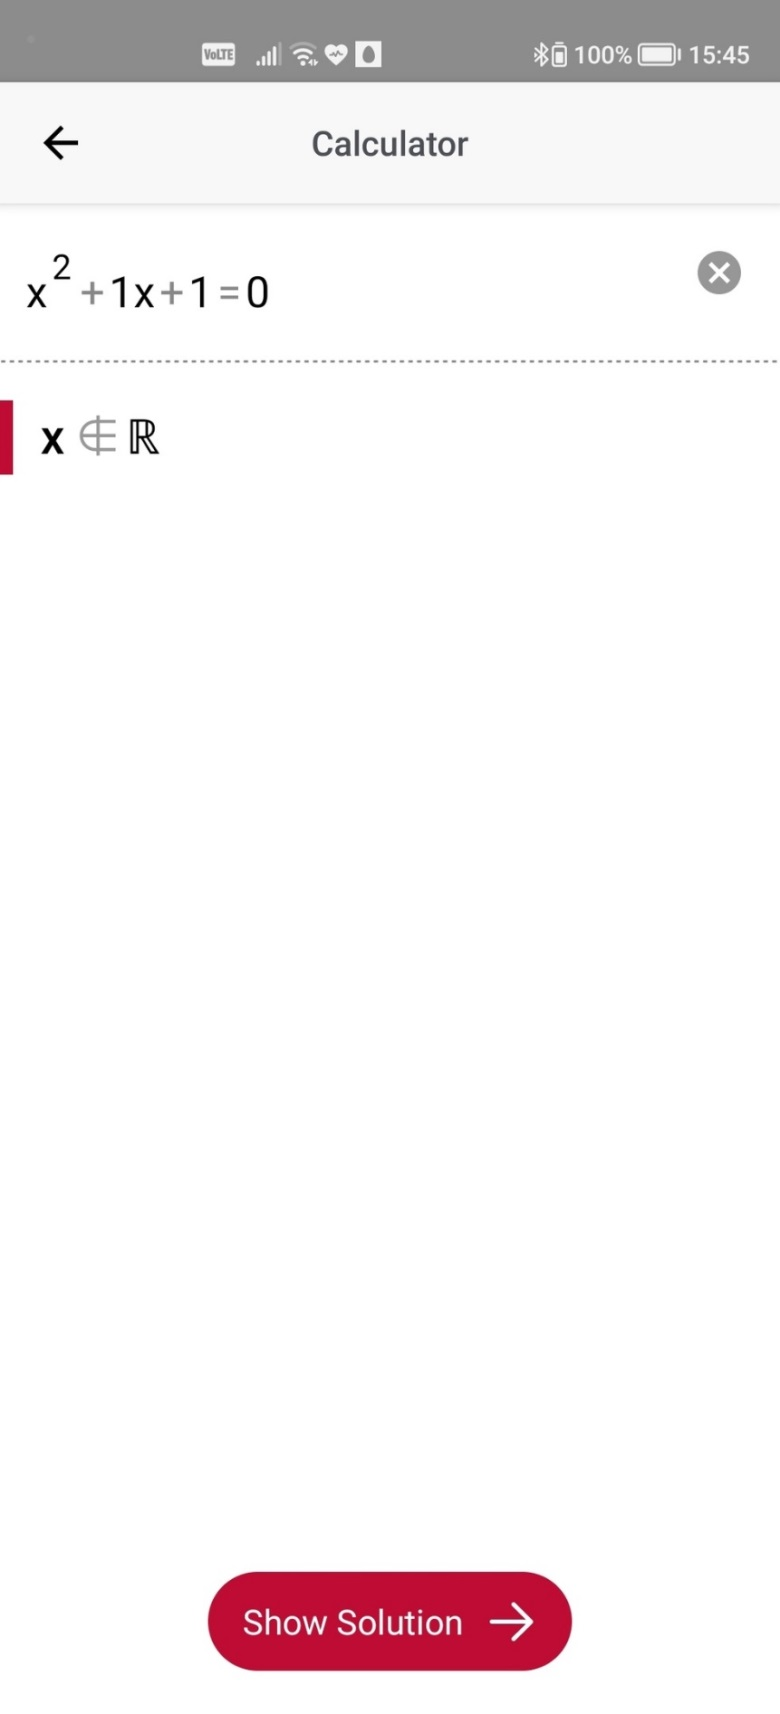 VoLTE 100% 15:45
Calculator
x² + 1x + 1 = 0
x ∉ ℝ
Show Solution →